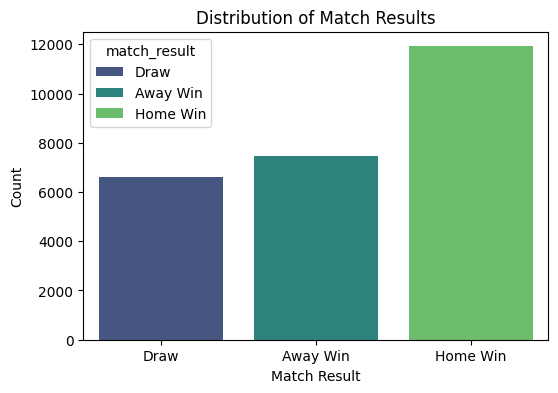 Distribution of Match Results
match_result
Draw
Away Win
Home Win
12000
10000
8000
6000
4000
2000
0
Count
Draw Away Win Home Win
Match Result